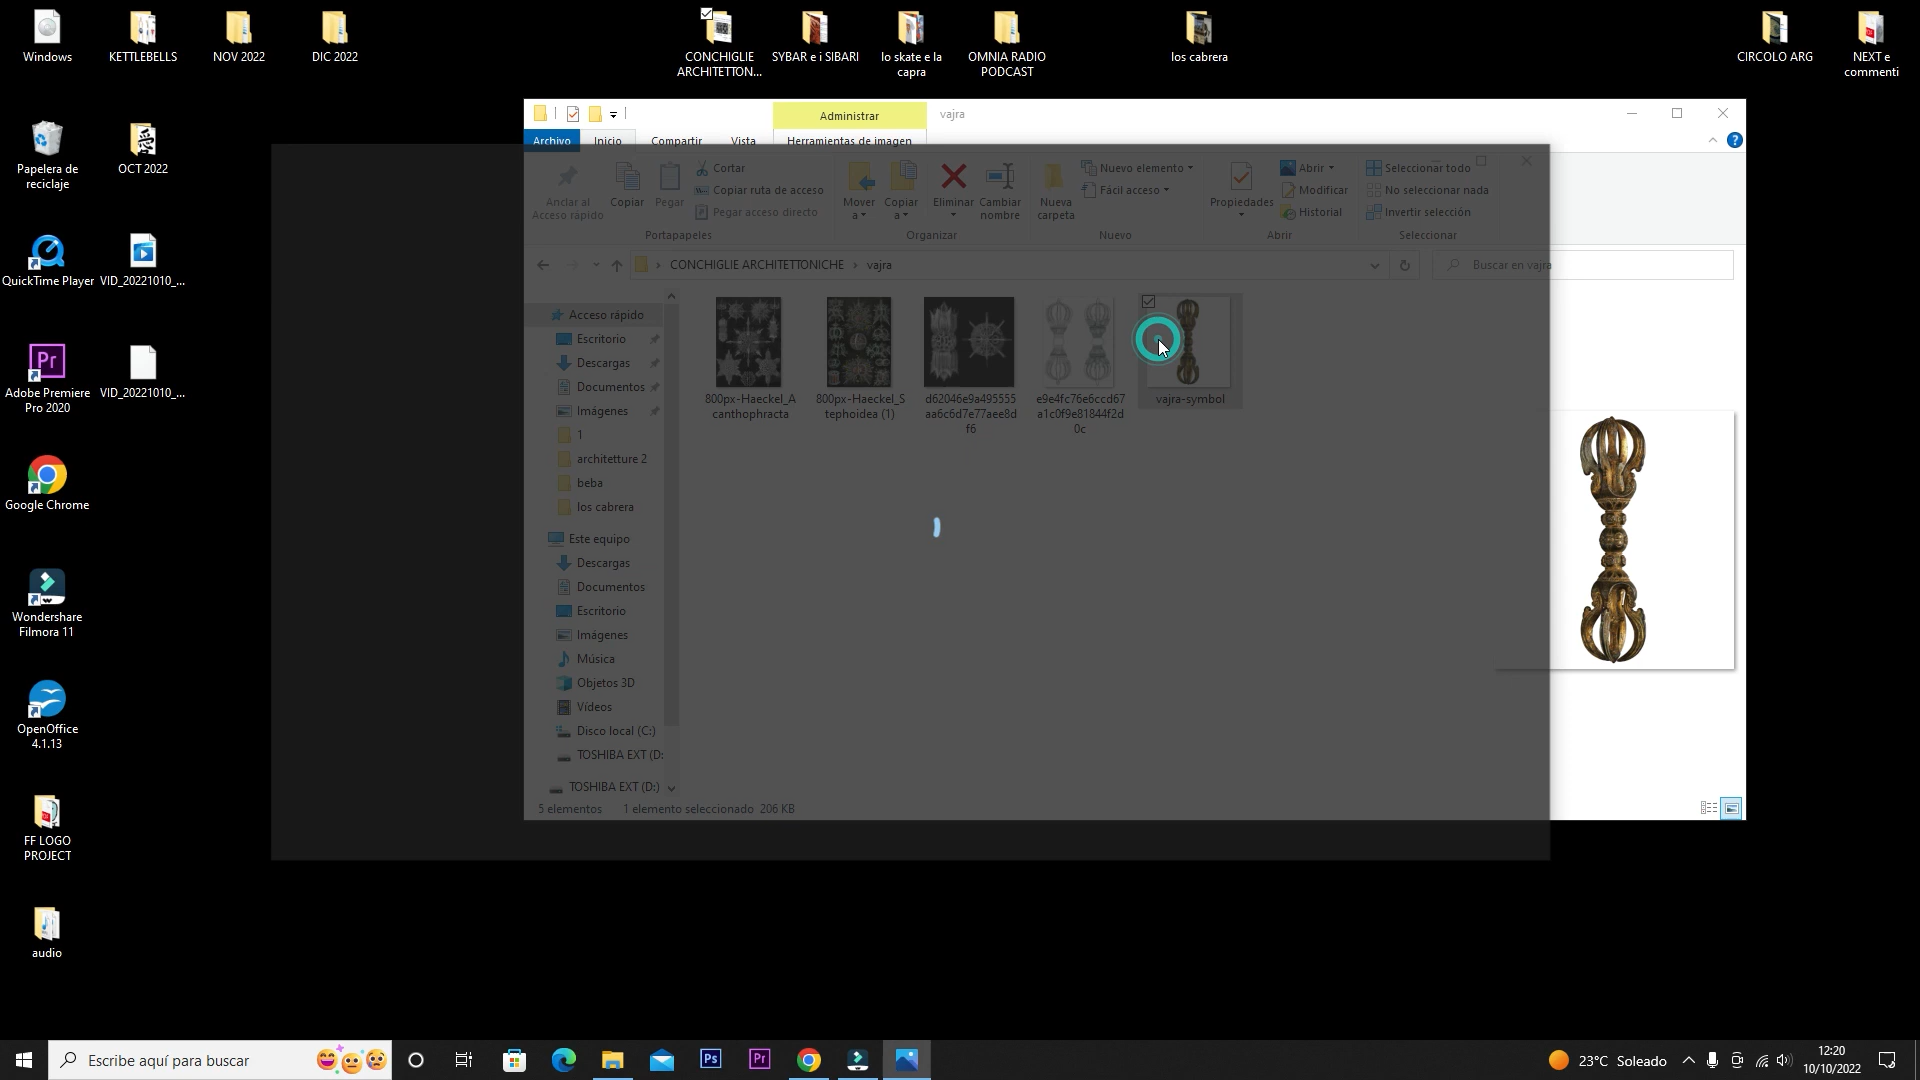 Windows
KETTLEBELLS
NOV 2022
DIC 2022
CONCHIGLIE
ARCHITETTON...
SYBAR e i SIBARI
lo skate e la
capra
OMNIA RADIO
PODCAST
los cabrera
CIRCOLO ARG
NEXT e
commenti
Papelera de
reciclaje
OCT 2022
QuickTime Player
VID_20221010_...
Adobe Premiere
Pro 2020
VID_20221010_...
Google Chrome
Wondershare
Filmora 11
OpenOffice
4.1.13
FF LOGO
PROJECT
audio
Administrar
vajra
Archivo
Inicio
Compartir
Vista
Herramientas de imagen
Anclar al
Acceso rápido
Copiar
Pegar
Cortar
Copiar ruta de acceso
Pegar acceso directo
Portapapeles
Mover
a
Copiar
a
Eliminar
Cambiar
nombre
Organizar
Nueva
carpeta
Nuevo elemento
Fácil acceso
Nuevo
Propiedades
Abrir
Modificar
Historial
Abrir
Seleccionar todo
No seleccionar nada
Invertir selección
Seleccionar
CONCHIGLIE ARCHITETTONICHE > vajra
Buscar en vajra
Acceso rápido
Escritorio
Descargas
Documentos
Imágenes
1
architetture 2
beba
los cabrera
Este equipo
Descargas
Documentos
Escritorio
Imágenes
Música
Objetos 3D
Vídeos
Disco local (C:)
TOSHIBA EXT (D:
TOSHIBA EXT (D:)
800px-Haeckel_A
canthophracta
800px-Haeckel_S
tephoidea (1)
d62046e9a495555
aa6c6d7e77aee8d
f6
e9e4fc76e6ccd67
a1c0f9e81844f2d
0c
vajra-symbol
5 elementos
1 elemento seleccionado 206 KB
Escribe aquí para buscar
Ps
Pr
23°C Soleado
12:20
10/10/2022